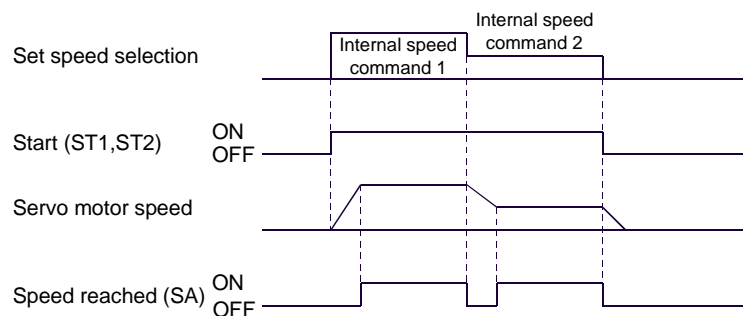 Set speed selection
Internal speed
command 1
Internal speed
command 2
Start (ST1,ST2)
ON
OFF
Servo motor speed
Speed reached (SA)
ON
OFF